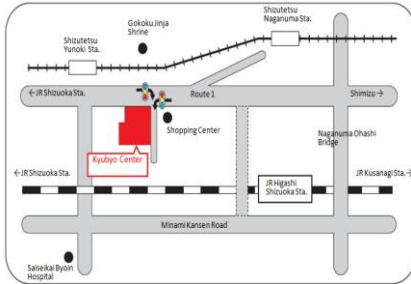 Shizutetsu
Naganuma Sta.
Gokoku Jinja
Shrine
Shizutetsu
Yunoki Sta.
←JR Shizuoka Sta.
Route 1
Shimizu→
Shopping Center
Naganuma Ohashi
Bridge
Kyubyo Center
←JR Shizuoka Sta.
JR Kusanagi Sta.→
JR Higashi
Shizuoka Sta.
Minami Kansen Road
Saiseikai Byoin
Hospital